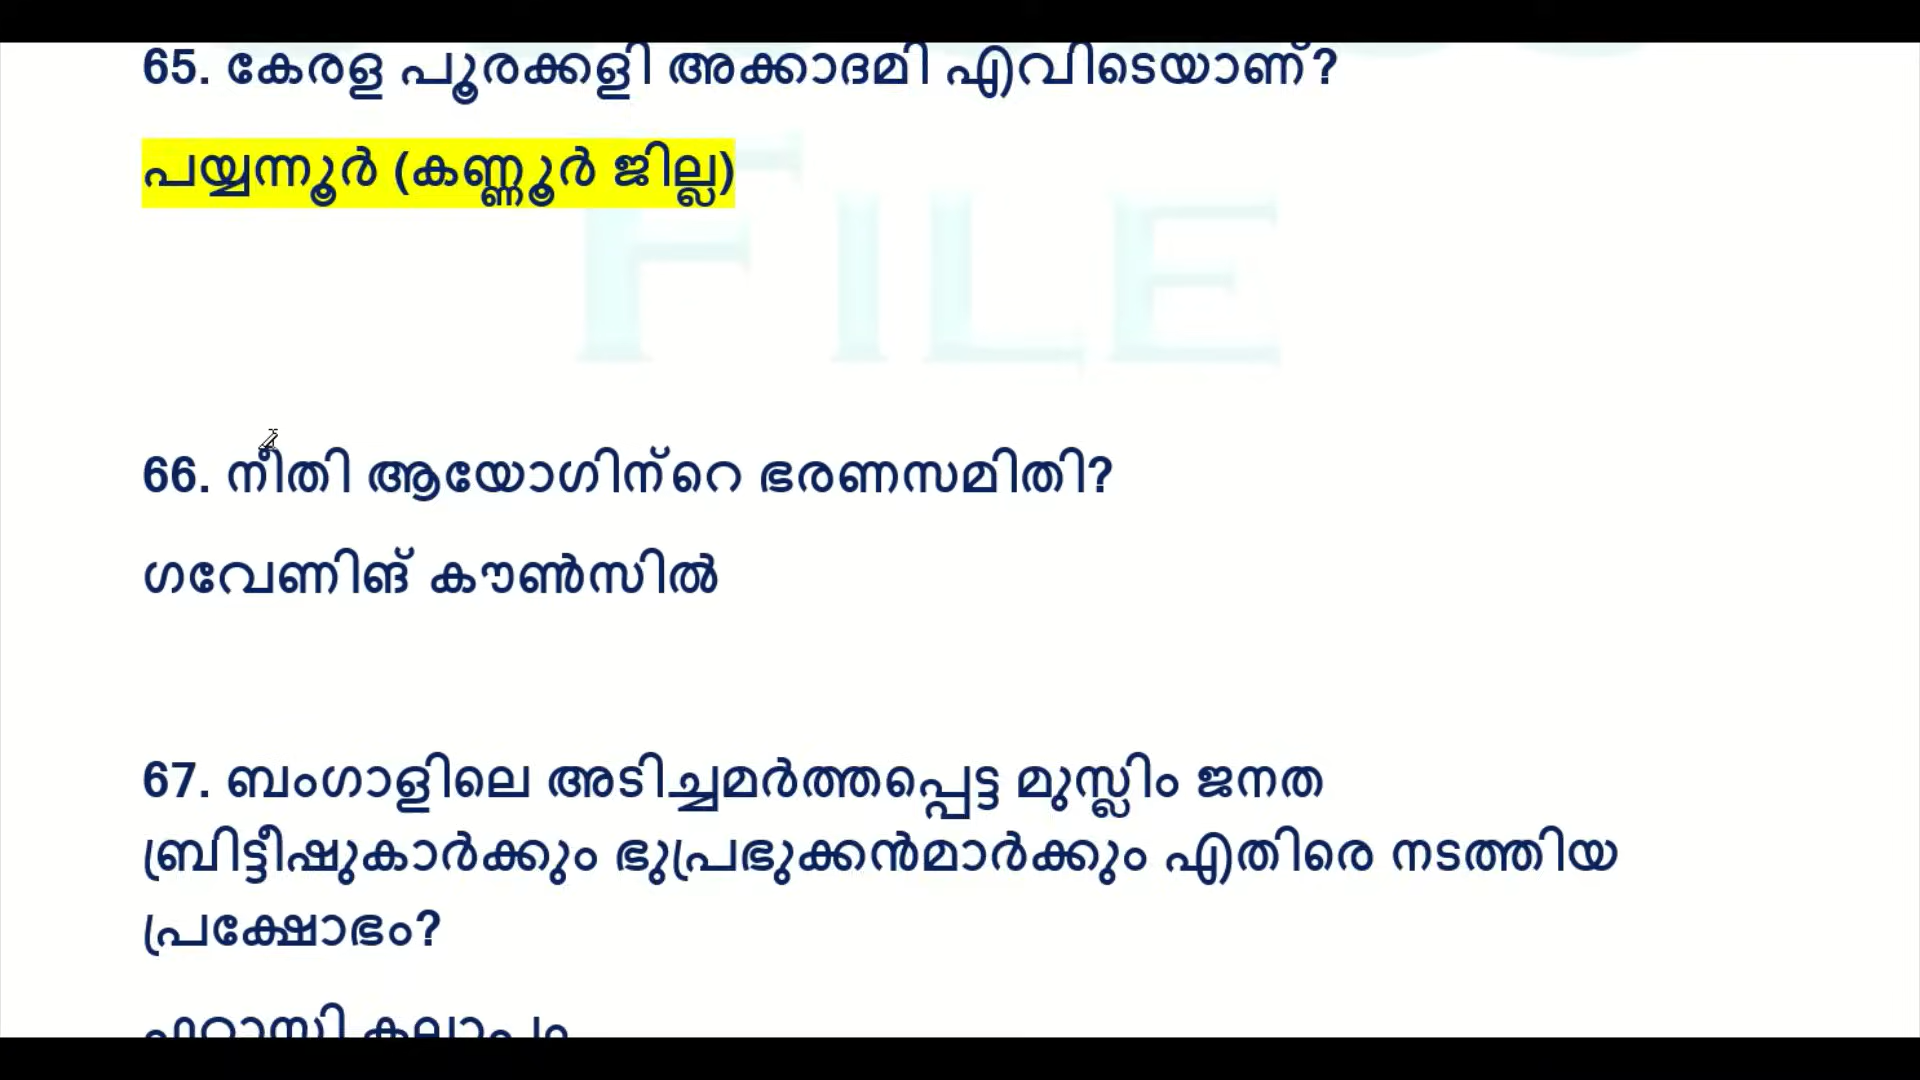 65. കേരള പൂരക്കളി അക്കാദമി എവിടെയാണ്?
FILE
പയ്യന്നൂർ (കണ്ണൂർ ജില്ല)
66. നീതി ആയോഗിന്റെ ഭരണസമിതി?
ഗവേണിങ് കൗൺസിൽ
67. ബംഗാളിലെ അടിച്ചമർത്തപ്പെട്ട മുസ്ലിം ജനത
ബ്രിട്ടീഷുകാർക്കും ഭുപ്രഭുക്കൻമാർക്കും എതിരെ നടത്തിയ
പ്രക്ഷോഭം?